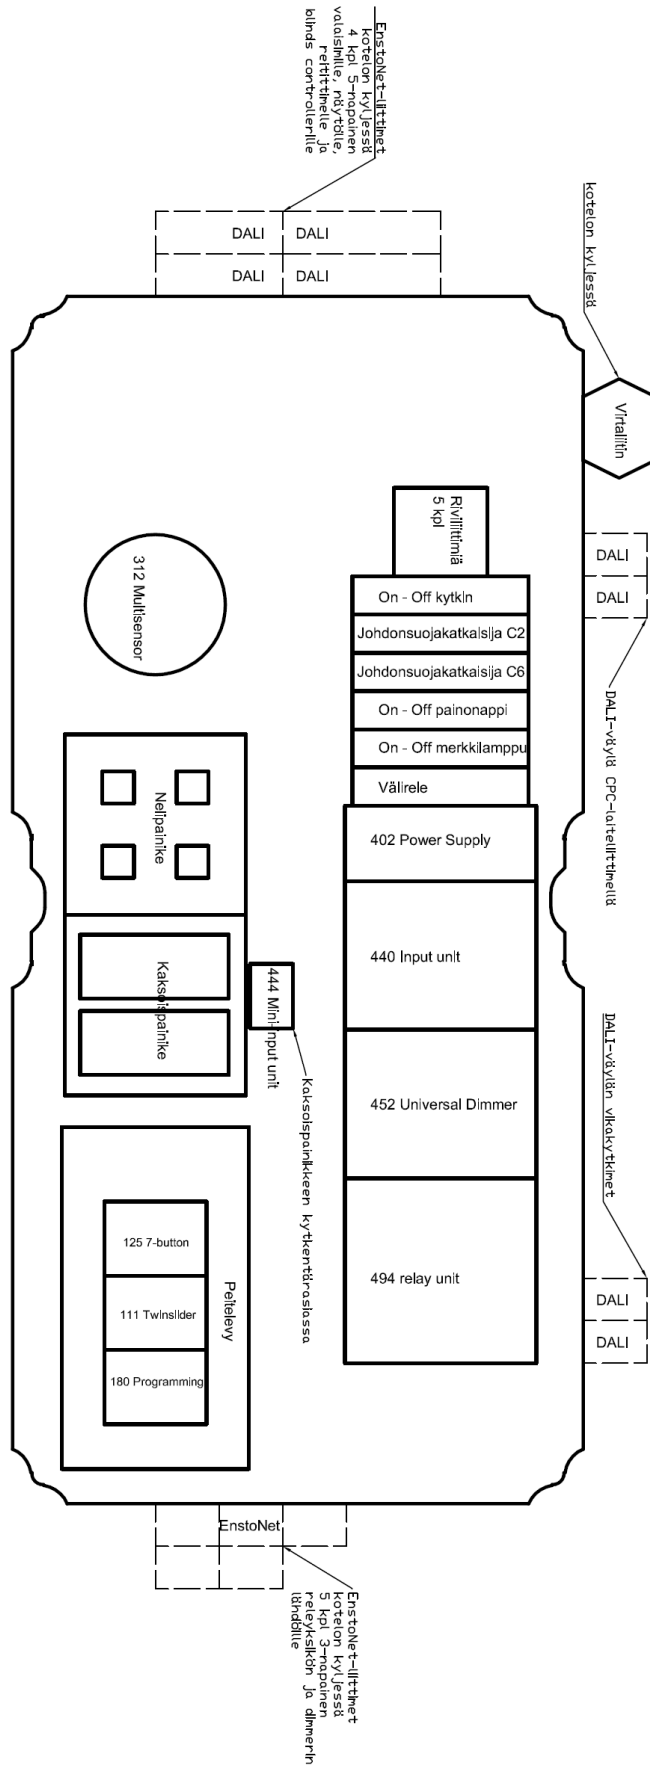 EnstoNet-liittimet
kotelon kyljessä
4 kpl 5-napainen
valaisimille, näytölle,
reitittimelle ja
blinds controllerille
kotelon kyljessä
DALI
DALI
DALI
DALI
Virtaliitin
Riviliittimiä
5 kpl
DALI
DALI
DALI-väylä CPC-laiteliittimellä
312 Multisensor
On - Off kytkin
Johdonsuojakatkaisija C2
Johdonsuojakatkaisija C6
On - Off painonappi
On - Off merkkilamppu
Välirele
402 Power Supply
Nelipainike
440 Input unit
Kaksoispainike
444 Mini-input unit
Kaksoispainikkeen kytkentärasiassa
452 Universal Dimmer
DALI-väylän vikakytkimet
494 relay unit
125 7-button
111 Twinslider
180 Programming
Peitelevy
DALI
DALI
EnstoNet
EnstoNet-liittimet
kotelon kyljessä
5 kpl 3-napainen
releyksikön ja dimmerin
lähdöille